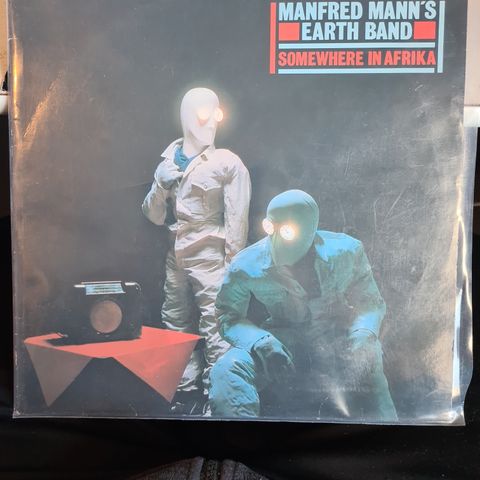 MANFRED MANN'S
EARTH BAND
SOMEWHERE IN AFRIKA